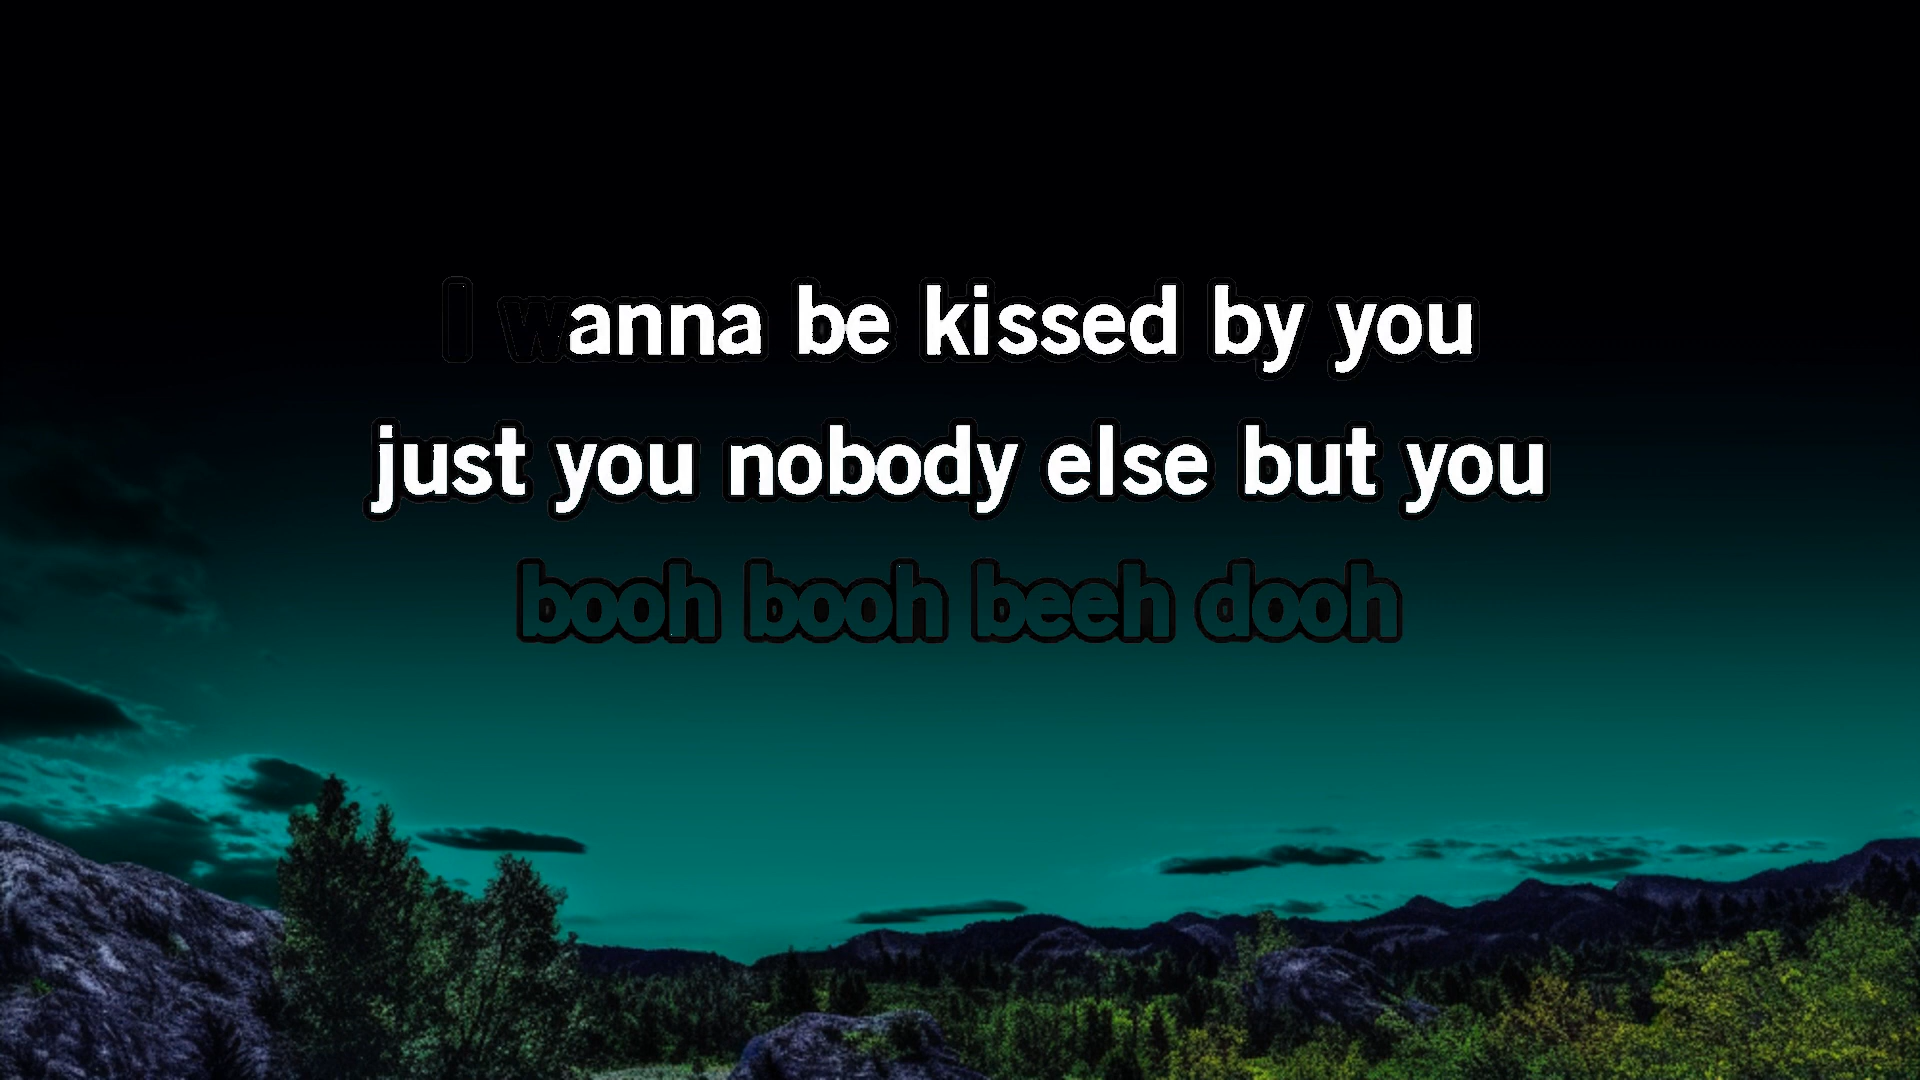 I wanna be kissed by you
just you nobody else but you
booh booh beeh dooh